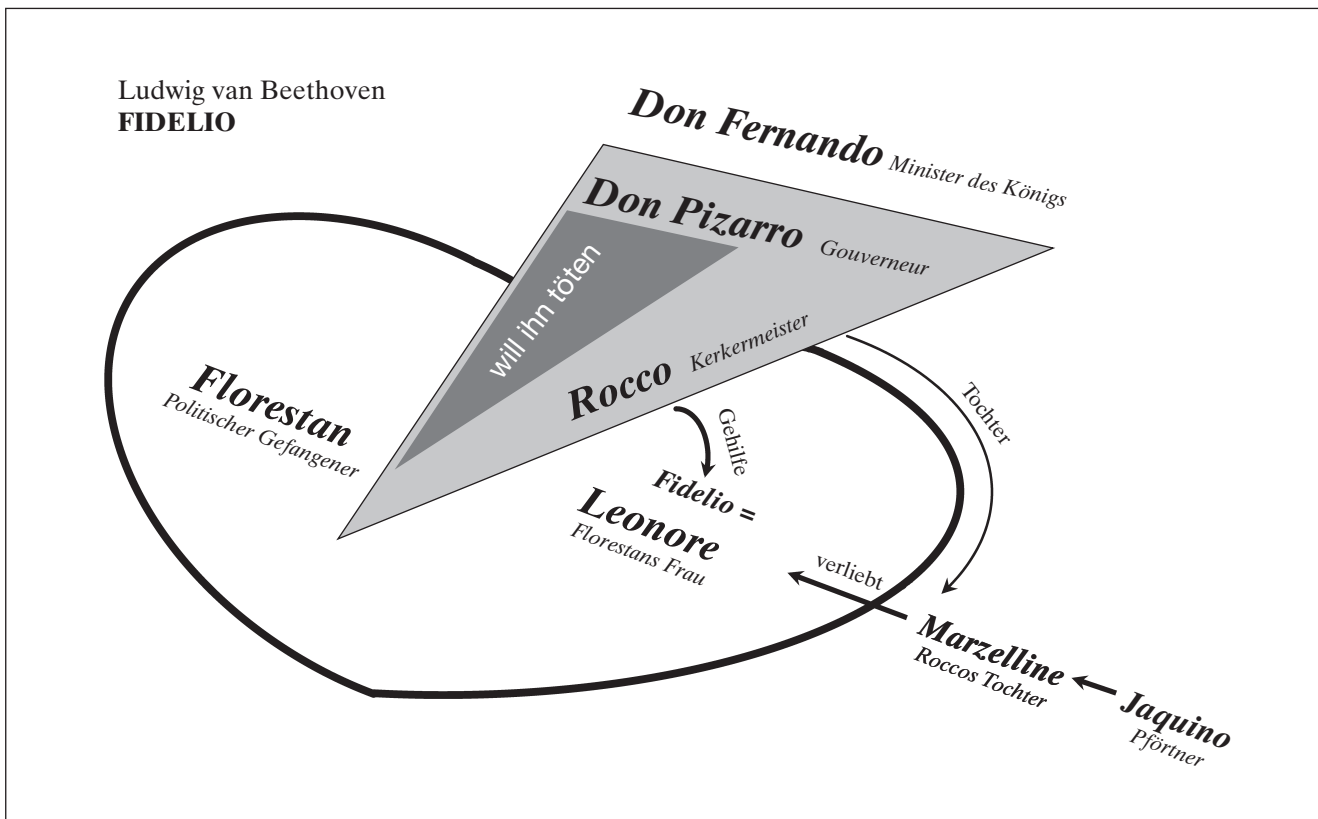 Ludwig van Beethoven
FIDELIO
Don Fernando Minister des Königs
Don Pizarro Gouverneur
will ihn töten
Rocco Kerkermeister
Florestan
Politischer Gefangener
Gehilfe
Tochter
Fidelio =
Leonore
Florestans Frau
verliebt
Marzelline
Roccos Tochter
Jaquino
Pförtner